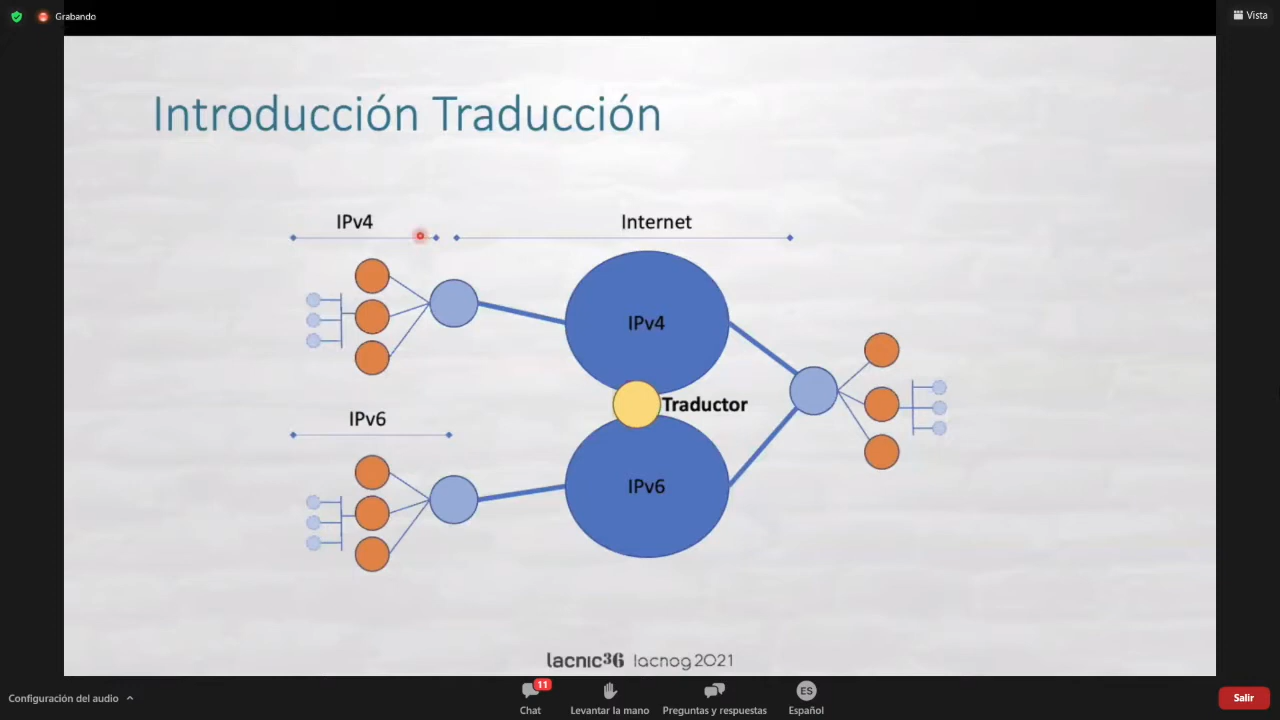 Grabando
Vista
Introducción Traducción
IPv4
Internet
IPv4
Traductor
IPv6
IPv6
lacnic36 lacnog2021
Configuración del audio
11
Chat
Levantar la mano
Preguntas y respuestas
ES
Español
Salir